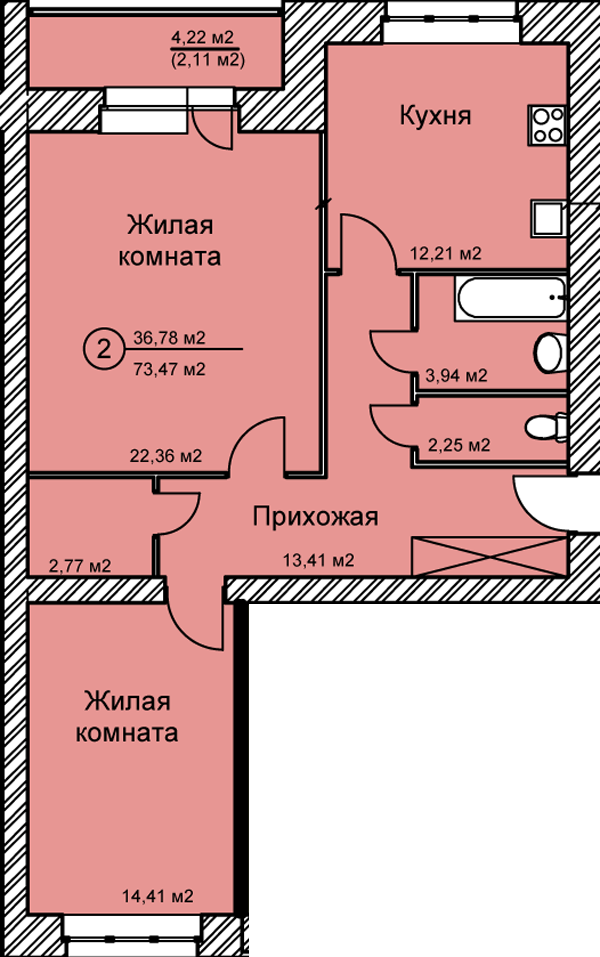 4,22 м2
(2,11 м2)
Кухня
12,21 м2
Жилая
комната
2
36,78 м2
73,47 м2
22,36 м2
3,94 м2
2,25 м2
Прихожая
13,41 м2
2,77 м2
Жилая
комната
14,41 м2